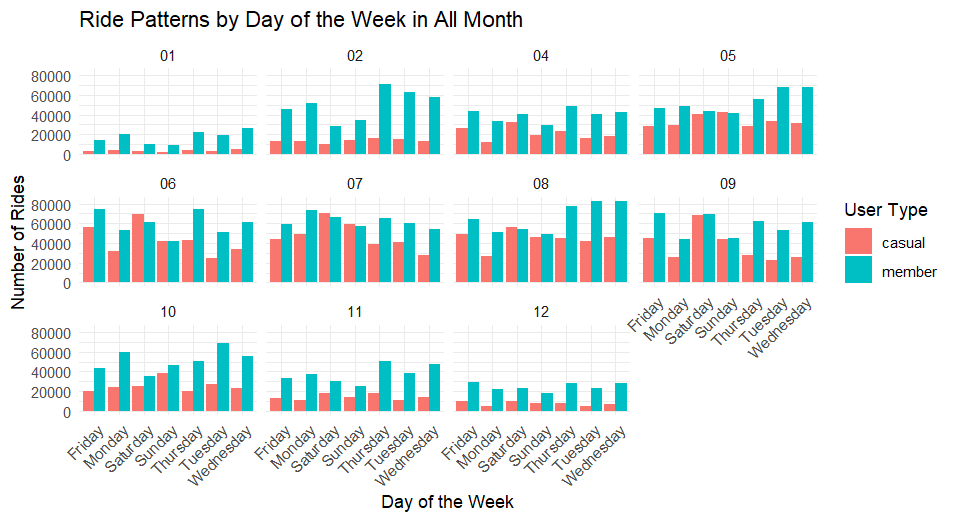 Ride Patterns by Day of the Week in All Month
01 02 04 05
80000
60000
40000
20000
0
06 07 08 09
80000
60000
40000
20000
0
Friday Monday Saturday Sunday Thursday Tuesday Wednesday
10 11 12
80000
60000
40000
20000
0
Friday Monday Saturday Sunday Thursday Tuesday Wednesday Friday Monday Saturday Sunday Thursday Tuesday Wednesday Friday Monday Saturday Sunday Thursday Tuesday Wednesday
Day of the Week
Number of Rides
User Type
casual
member